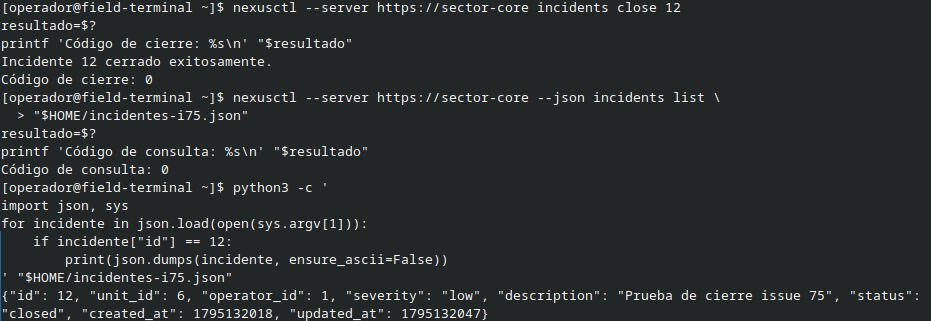 [operador@field-terminal ~]$ nexusctl --server https://sector-core incidents close 12
resultado=$?
printf 'Código de cierre: %s\n' "$resultado"
Incidente 12 cerrado exitosamente.
Código de cierre: 0
[operador@field-terminal ~]$ nexusctl --server https://sector-core --json incidents list \
  > "$HOME/incidentes-i75.json"
resultado=$?
printf 'Código de consulta: %s\n' "$resultado"
Código de consulta: 0
[operador@field-terminal ~]$ python3 -c '
import json, sys
for incidente in json.load(open(sys.argv[1])):
    if incidente["id"] == 12:
        print(json.dumps(incidente, ensure_ascii=False))
' "$HOME/incidentes-i75.json"
{"id": 12, "unit_id": 6, "operator_id": 1, "severity": "low", "description": "Prueba de cierre issue 75", "status":
"closed", "created_at": 1795132018, "updated_at": 1795132047}